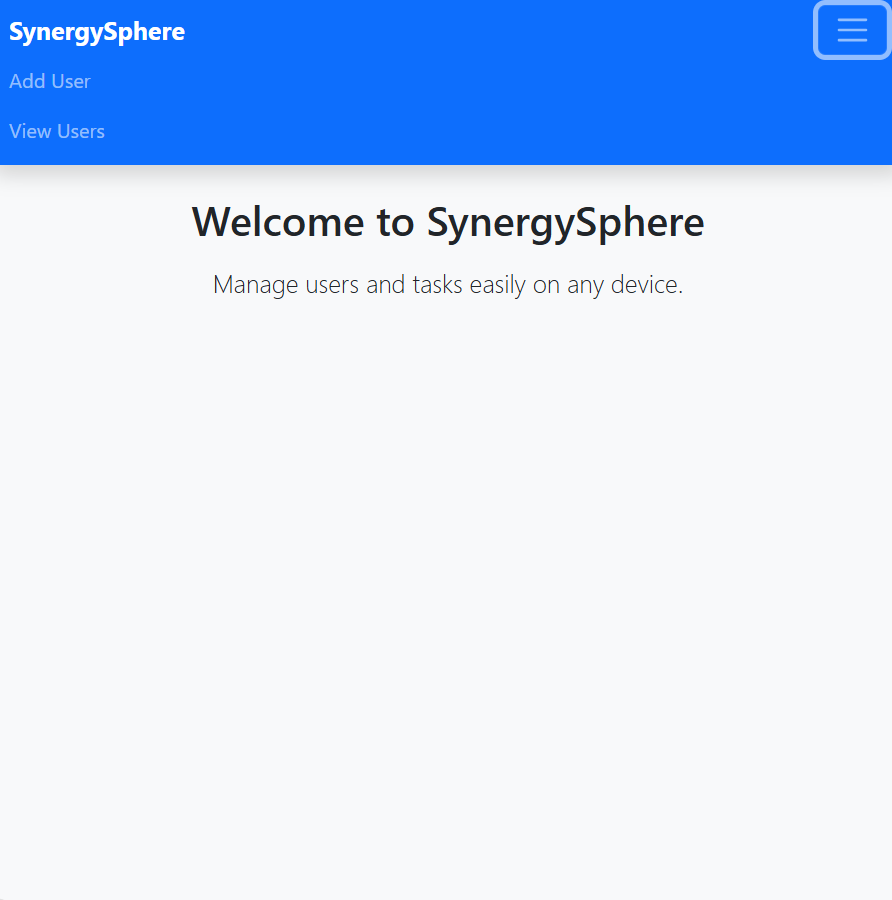 SynergySphere
Add User
View Users
Welcome to SynergySphere
Manage users and tasks easily on any device.